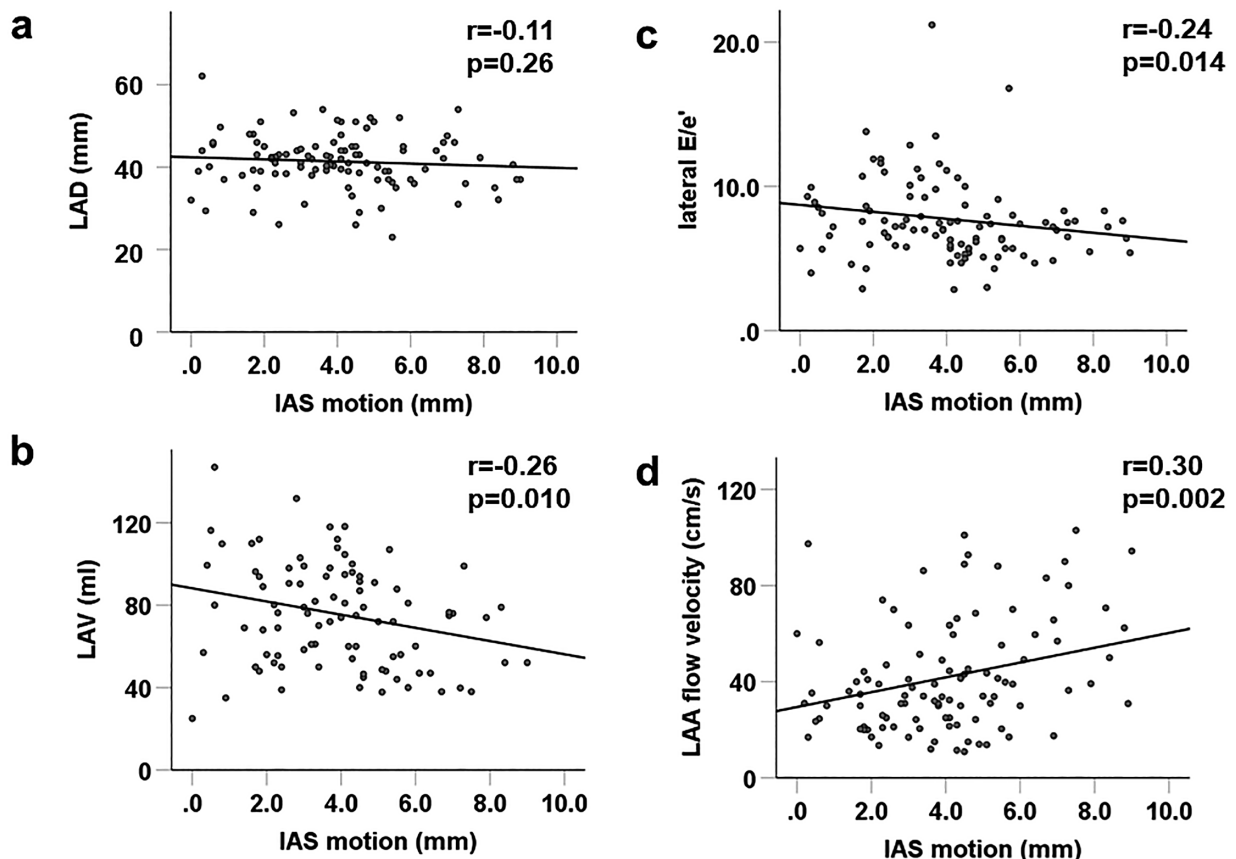 a
r=-0.11
p=0.26
60
40
20
0
LAD (mm)
.0 2.0 4.0 6.0 8.0 10.0
IAS motion (mm)
b
r=-0.26
p=0.010
120
80
40
0
LAV (ml)
.0 2.0 4.0 6.0 8.0 10.0
IAS motion (mm)
c
r=-0.24
p=0.014
20.0
10.0
.0
lateral E/e'
.0 2.0 4.0 6.0 8.0 10.0
IAS motion (mm)
d
r=0.30
p=0.002
120
80
40
0
LAA flow velocity (cm/s)
.0 2.0 4.0 6.0 8.0 10.0
IAS motion (mm)